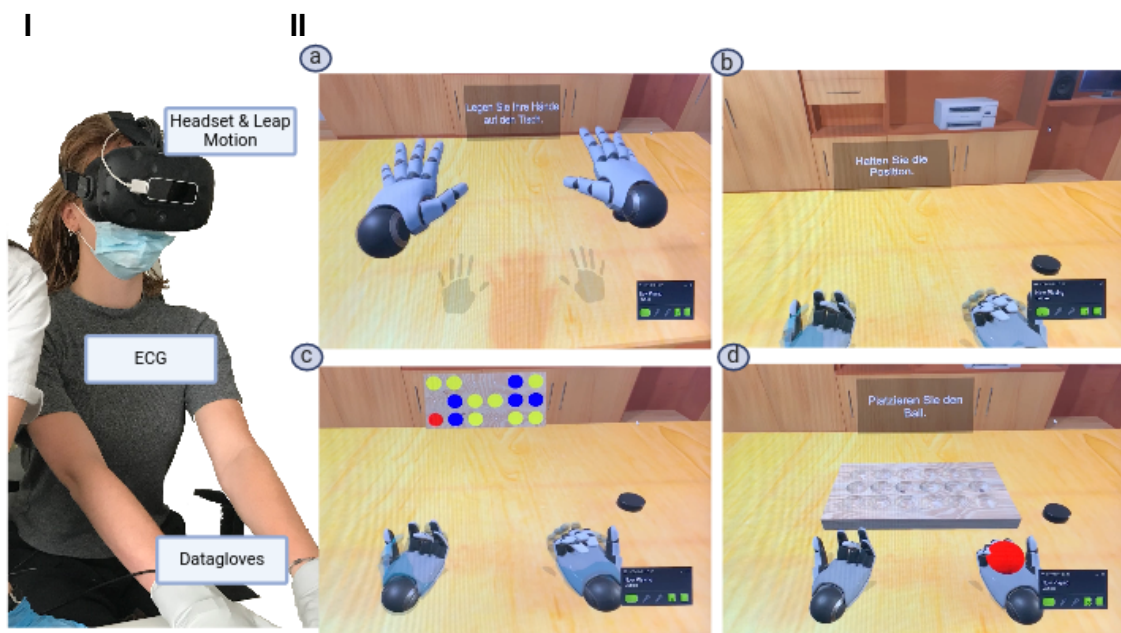 I
II
a
b
Headset & Leap
Motion
Legen Sie Ihre Hände
auf den Tisch.
Halten Sie die
Position.
c
d
ECG
Platzieren Sie den
Ball.
Datagloves